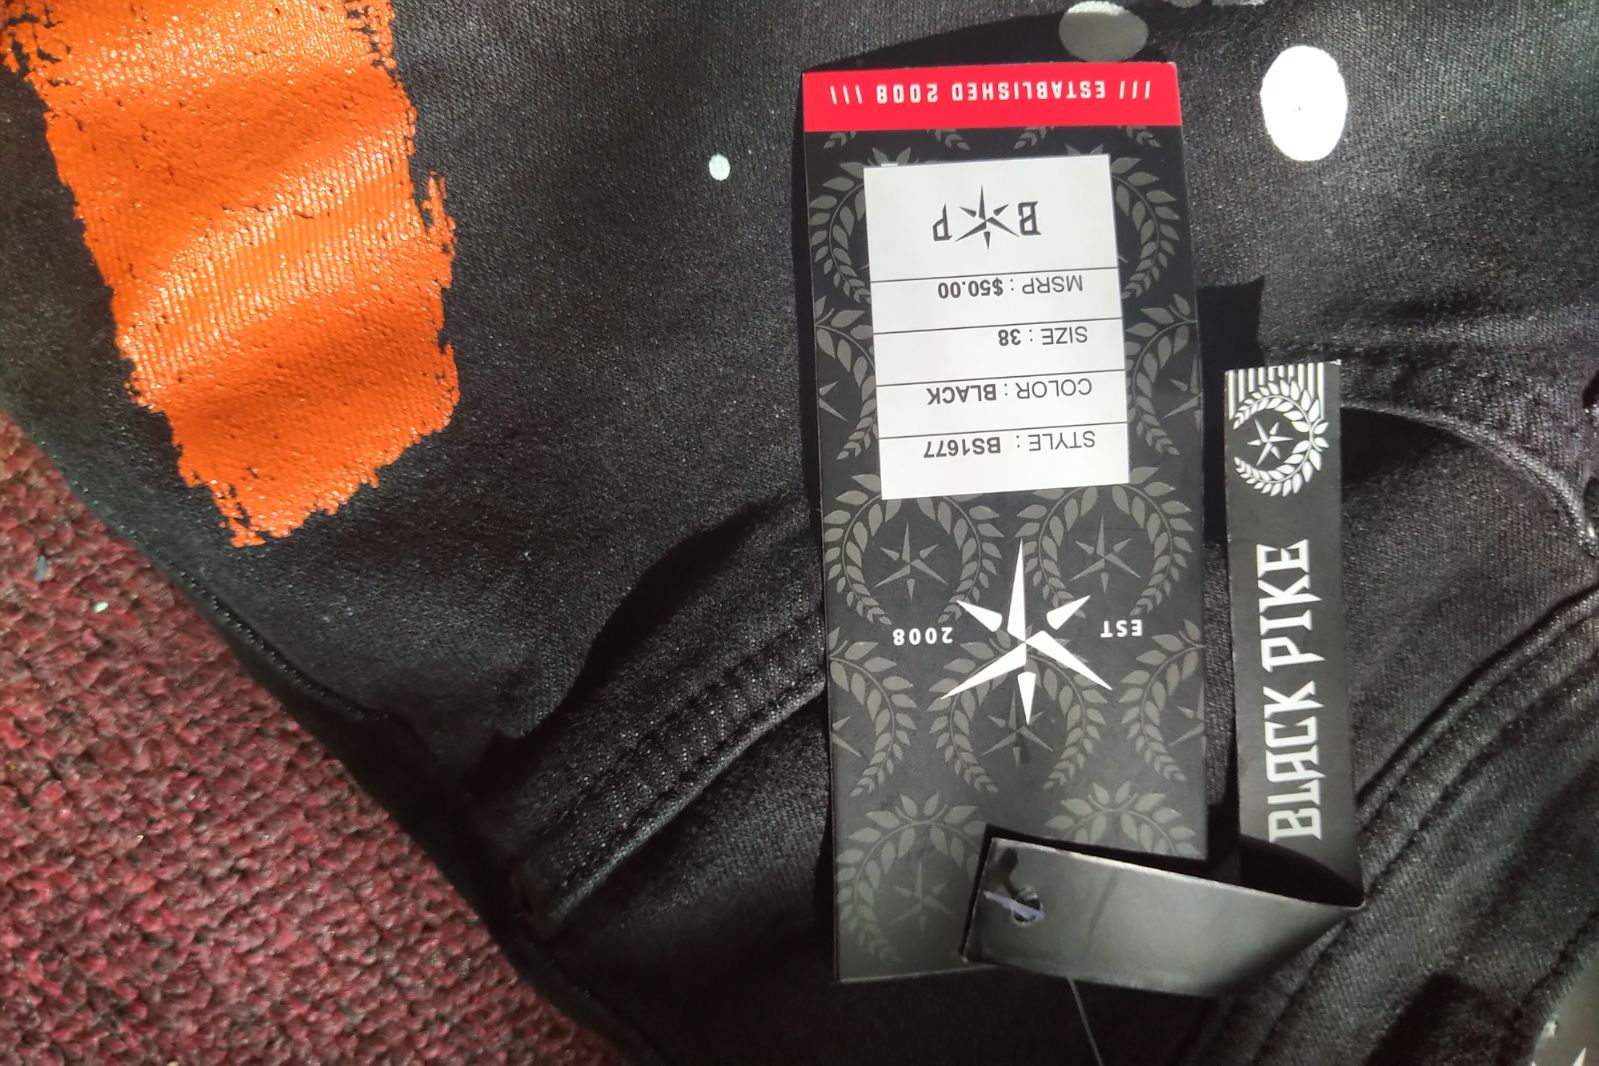 EST 2008
STYLE : BS1677
COLOR : BLACK
SIZE : 38
MSRP : $50.00
B P
/// ESTABLISHED 2008 ///
BLACK PIKE